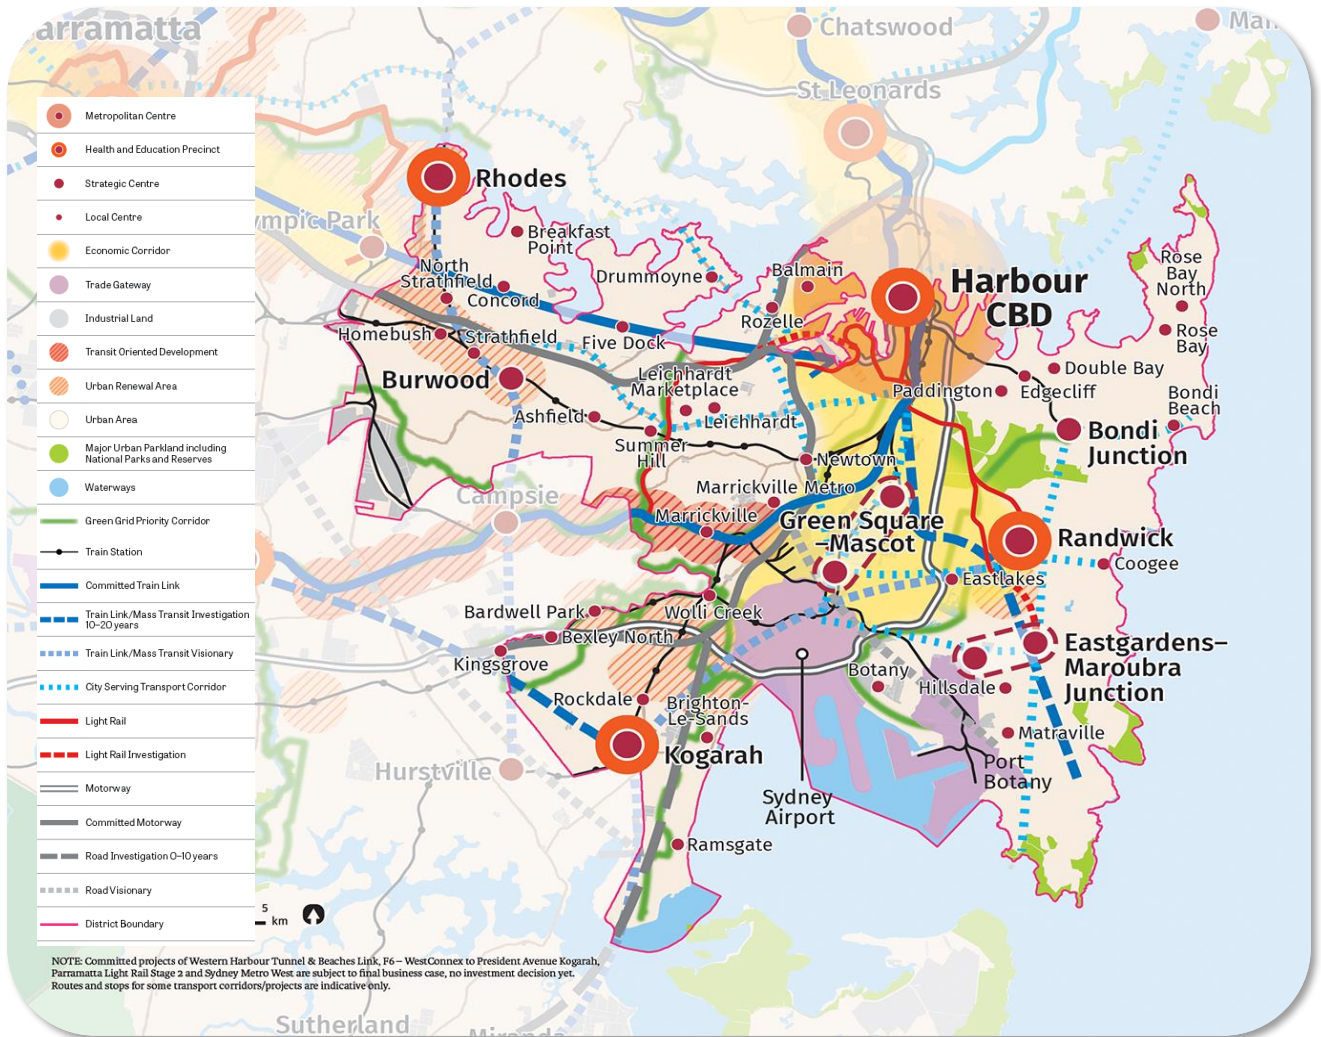 arramatta
Chatswood
Man
St Leonards
Metropolitan Centre
Health and Education Precinct
Strategic Centre
Local Centre
Economic Corridor
Trade Gateway
Industrial Land
Transit Oriented Development
Urban Renewal Area
Urban Area
Major Urban Parkland including
National Parks and Reserves
Waterways
Green Grid Priority Corridor
Train Station
Committed Train Link
Train Link/Mass Transit Investigation
10–20 years
Train Link/Mass Transit Visionary
City Serving Transport Corridor
Light Rail
Light Rail Investigation
Motorway
Committed Motorway
Road Investigation 0–10 years
Road Visionary
District Boundary
Rhodes
ympic Park
Breakfast
Point
North
Strathfield
Concord
Drummoyne
Balmain
Rozelle
Harbour
CBD
Rose
Bay
North
Rose
Bay
Homebush
Strathfield
Five Dock
Burwood
Leichhardt
Marketplace
Leichhardt
Paddington
Edgecliff
Double Bay
Bondi
Beach
Ashfield
Summer
Hill
Newtown
Bondi
Junction
Campsie
Marrickville Metro
Marrickville
Green Square
–Mascot
Randwick
Coogee
Eastlakes
Bardwell Park
Wolli Creek
Bexley North
Kingsgrove
Eastgardens–
Maroubra
Junction
Botany
Hillsdale
Rockdale
Brighton-
Le-Sands
Matraville
Kogarah
Hurstville
Port
Botany
Sydney
Airport
Ramsgate
5
km
NOTE: Committed projects of Western Harbour Tunnel & Beaches Link, F6 – WestConnex to President Avenue Kogarah,
Parramatta Light Rail Stage 2 and Sydney Metro West are subject to final business case, no investment decision yet.
Routes and stops for some transport corridors/projects are indicative only.
Sutherland
Miranda